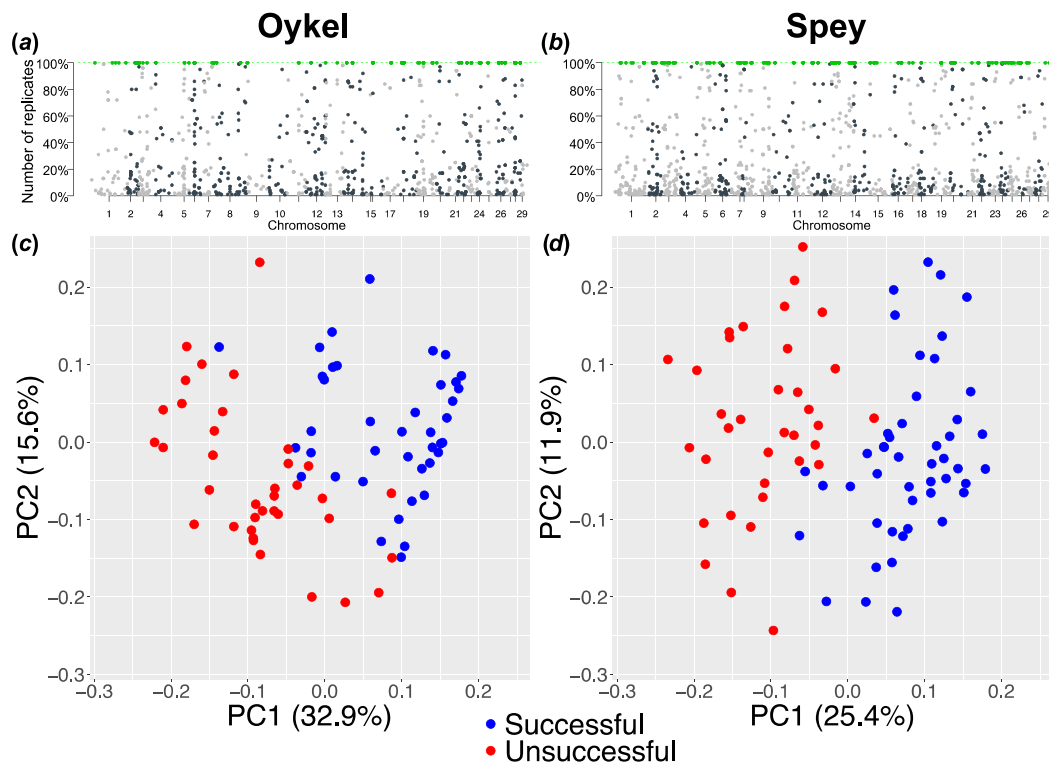 Oykel
Spey
(a)
(b)
Number of replicates
100%
80%
60%
40%
20%
0%
1 2 4 5 7 8 9 10 12 13 15 17 19 21 24 26 29
Chromosome
100%
80%
60%
40%
20%
0%
1 2 4 5 6 7 9 11 12 14 15 16 18 19 21 23 26 29
Chromosome
(c)
(d)
PC2 (15.6%)
0.2
0.1
0.0
−0.1
−0.2
−0.3
−0.3 −0.2 −0.1 0.0 0.1 0.2
PC1 (32.9%)
PC2 (11.9%)
0.2
0.1
0.0
−0.1
−0.2
−0.3
−0.3 −0.2 −0.1 0.0 0.1 0.2
PC1 (25.4%)
Successful
Unsuccessful